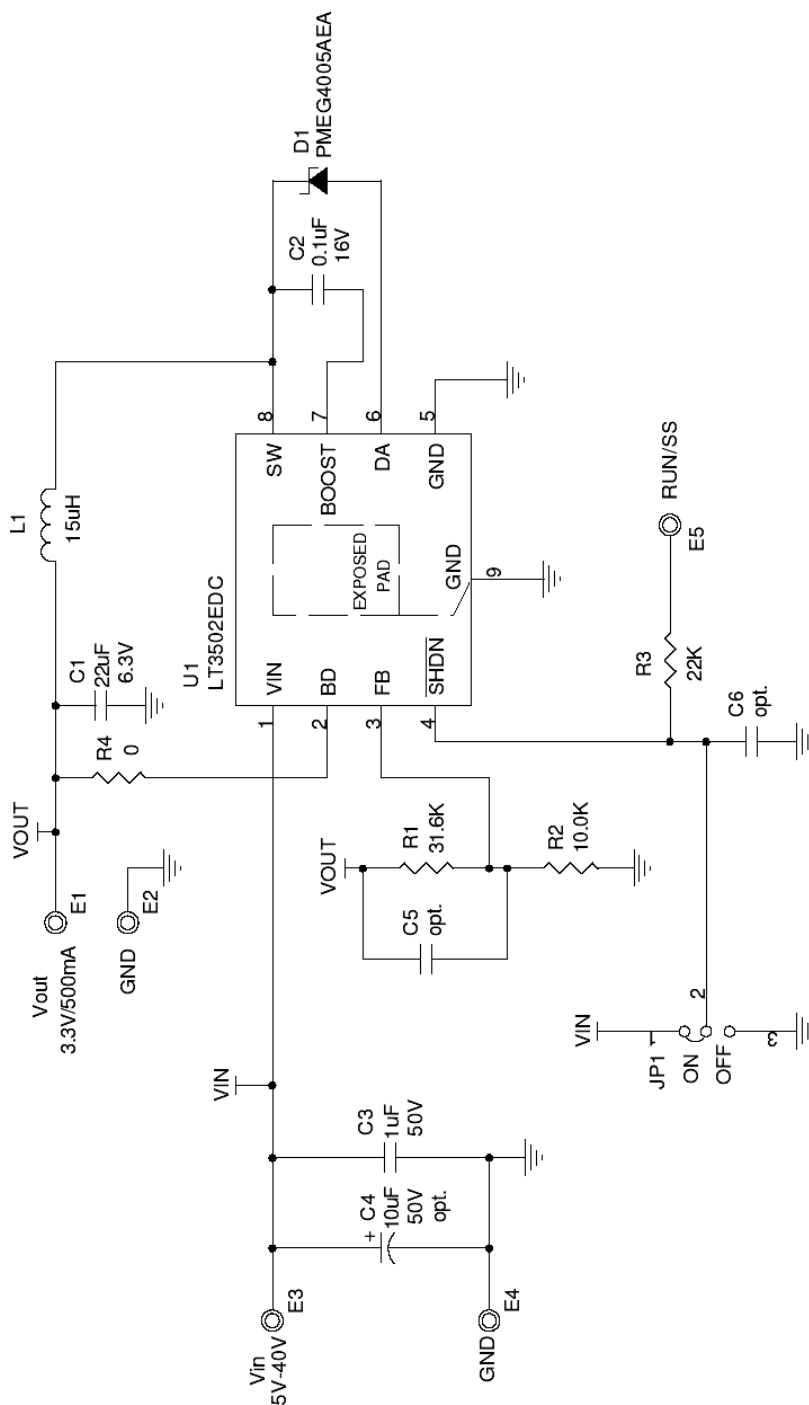 Vout
3.3V/500mA
E1
GND
E2
VOUT
R4
0
C1
22uF
6.3V
L1
15uH
Vin
5V-40V
E3
GND
E4
C4
+
10uF
50V
opt.
C3
1uF
50V
VIN
VOUT
C5
opt.
R1
31.6K
R2
10.0K
U1
LT3502EDC
1
VIN
2
BD
3
FB
4
SHDN
EXPOSED
PAD
GND
9
SW
8
BOOST
7
DA
6
GND
5
C2
0.1uF
16V
D1
PMEG4005AEA
VIN
JP1
1
ON
2
OFF
3
R3
22K
C6
opt.
E5
RUN/SS